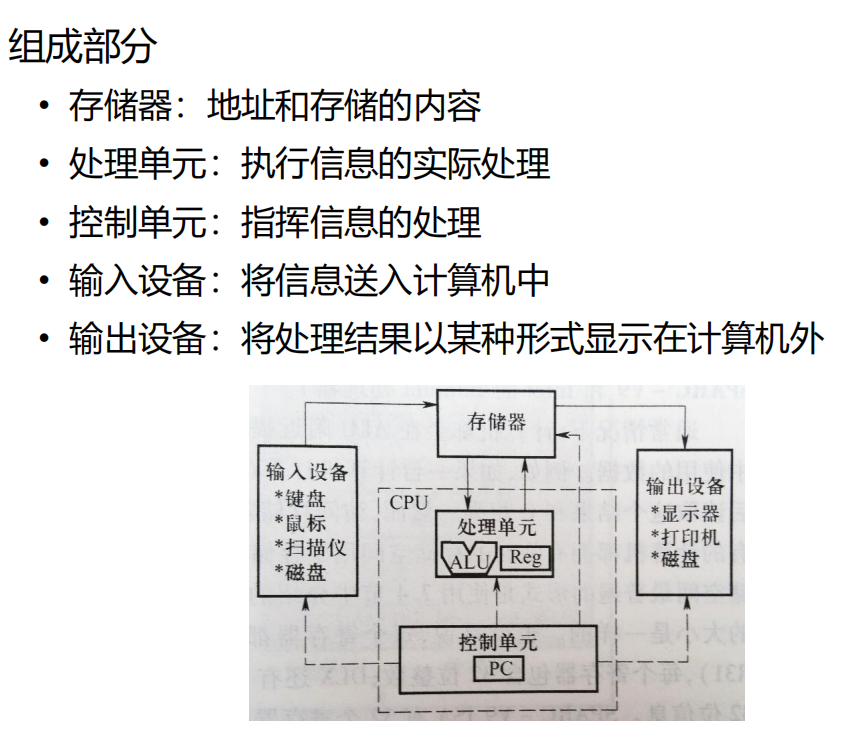 组成部分
• 存储器：地址和存储的内容
• 处理单元：执行信息的实际处理
• 控制单元：指挥信息的处理
• 输入设备：将信息送入计算机中
• 输出设备：将处理结果以某种形式显示在计算机外
存储器
输入设备
*键盘
*鼠标
*扫描仪
*磁盘
CPU
处理单元
ALU
Reg
输出设备
*显示器
*打印机
*磁盘
控制单元
PC